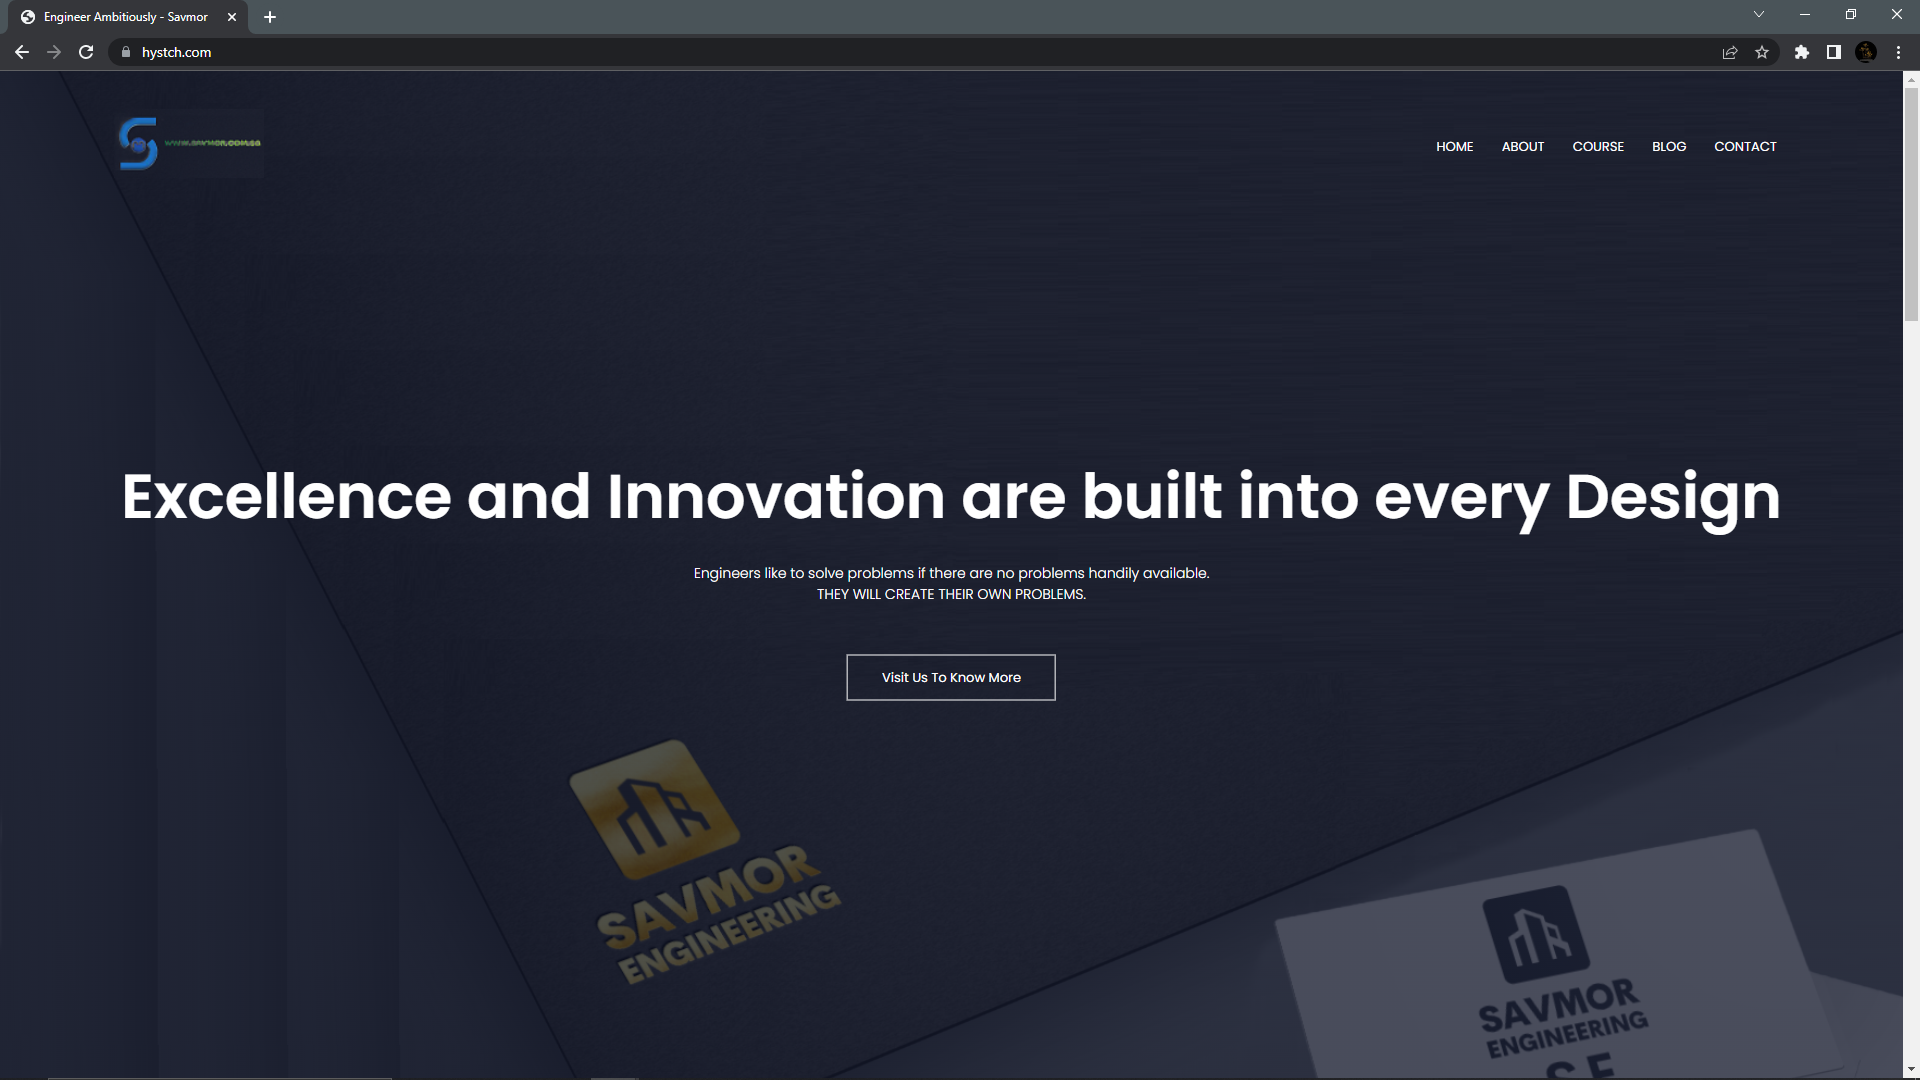 Engineer Ambitiously - Savmor
hystch.com
WWW.SAVMOR.COM.SG
HOME ABOUT COURSE BLOG CONTACT
Excellence and Innovation are built into every Design
Engineers like to solve problems if there are no problems handily available.
THEY WILL CREATE THEIR OWN PROBLEMS.
Visit Us To Know More
SAVMOR
ENGINEERING
SAVMOR
ENGINEERING
S E